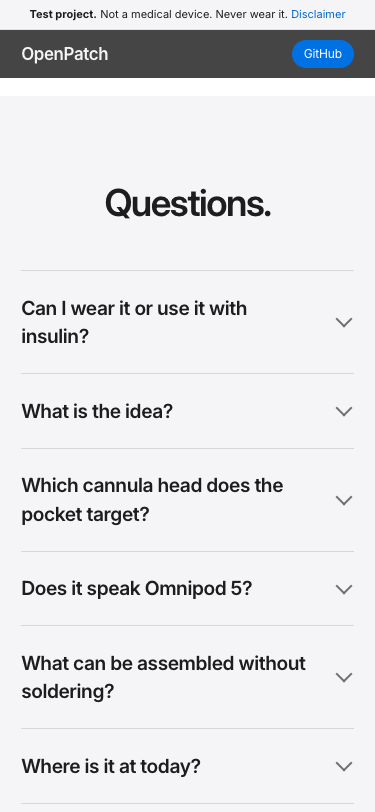 Test project. Not a medical device. Never wear it. Disclaimer
OpenPatch
GitHub
Questions.
Can I wear it or use it with
insulin?
What is the idea?
Which cannula head does the
pocket target?
Does it speak Omnipod 5?
What can be assembled without
soldering?
Where is it at today?